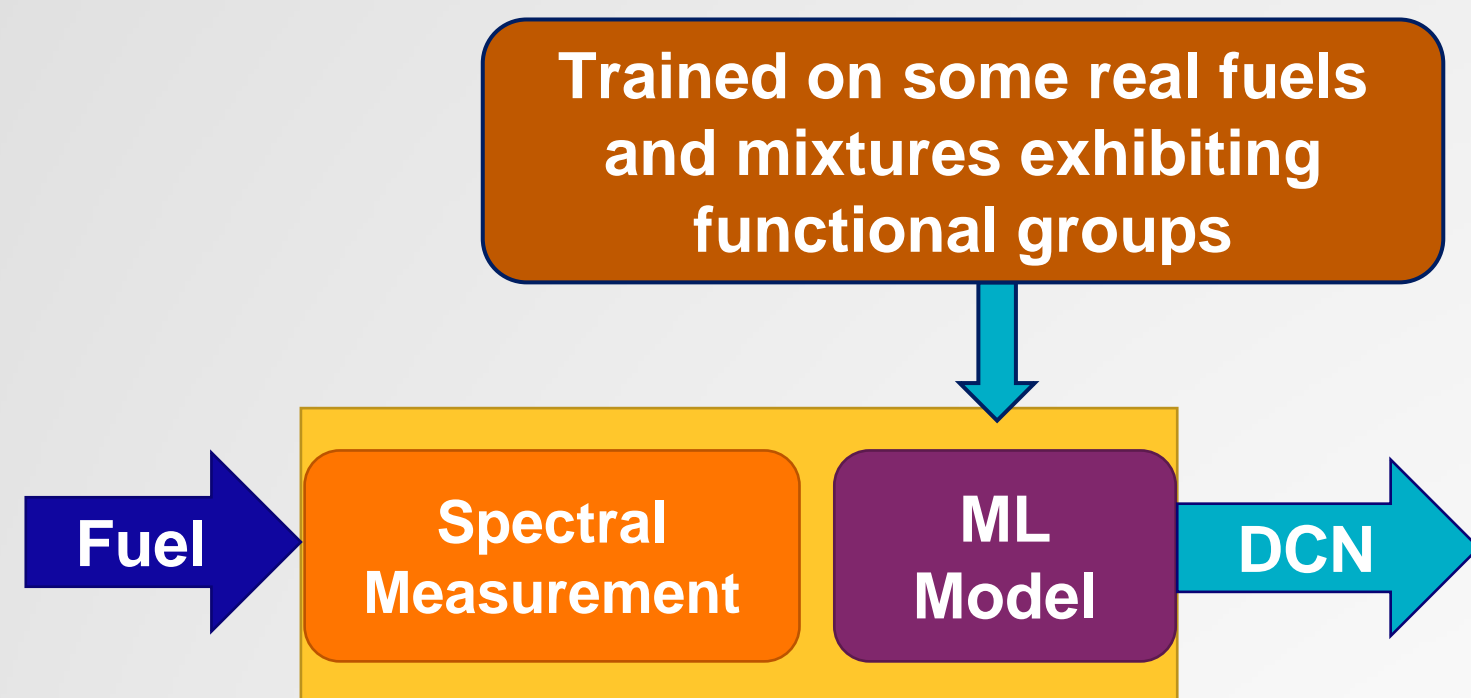 Trained on some real fuels
and mixtures exhibiting
functional groups
Fuel
Spectral
Measurement
ML
Model
DCN